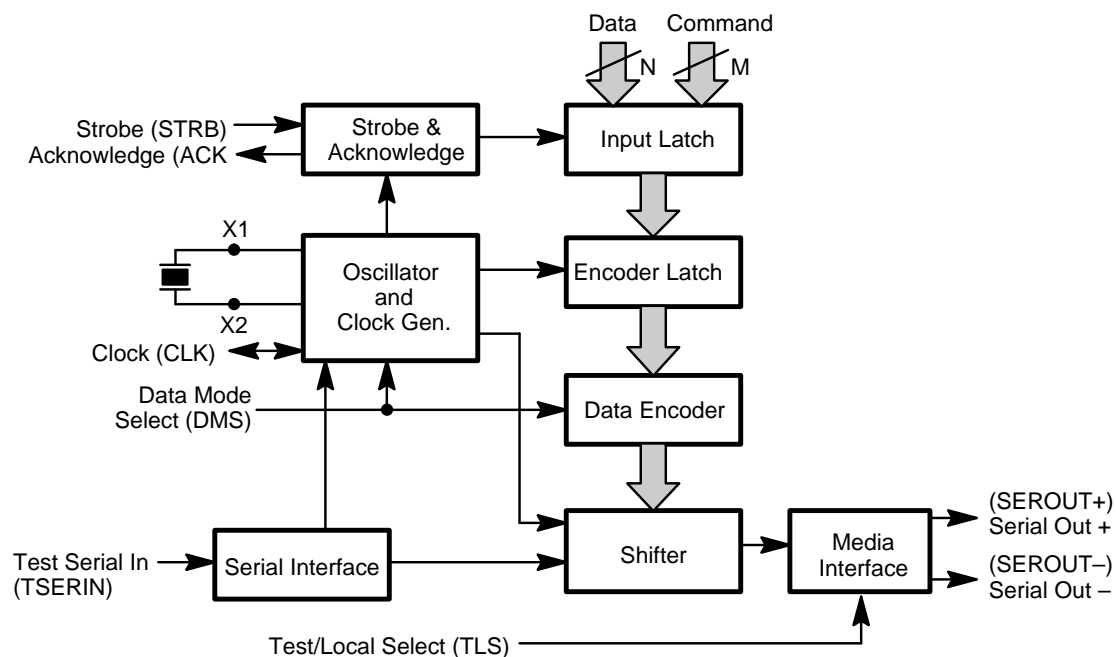 Data
Command
N
M
Strobe (STRB)
Acknowledge (ACK
Strobe &
Acknowledge
Input Latch
X1
X2
Oscillator
and
Clock Gen.
Encoder Latch
Clock (CLK)
Data Mode
Select (DMS)
Data Encoder
Test Serial In
(TSERIN)
Serial Interface
Shifter
Media
Interface
(SEROUT+)
Serial Out +
(SEROUT–)
Serial Out –
Test/Local Select (TLS)